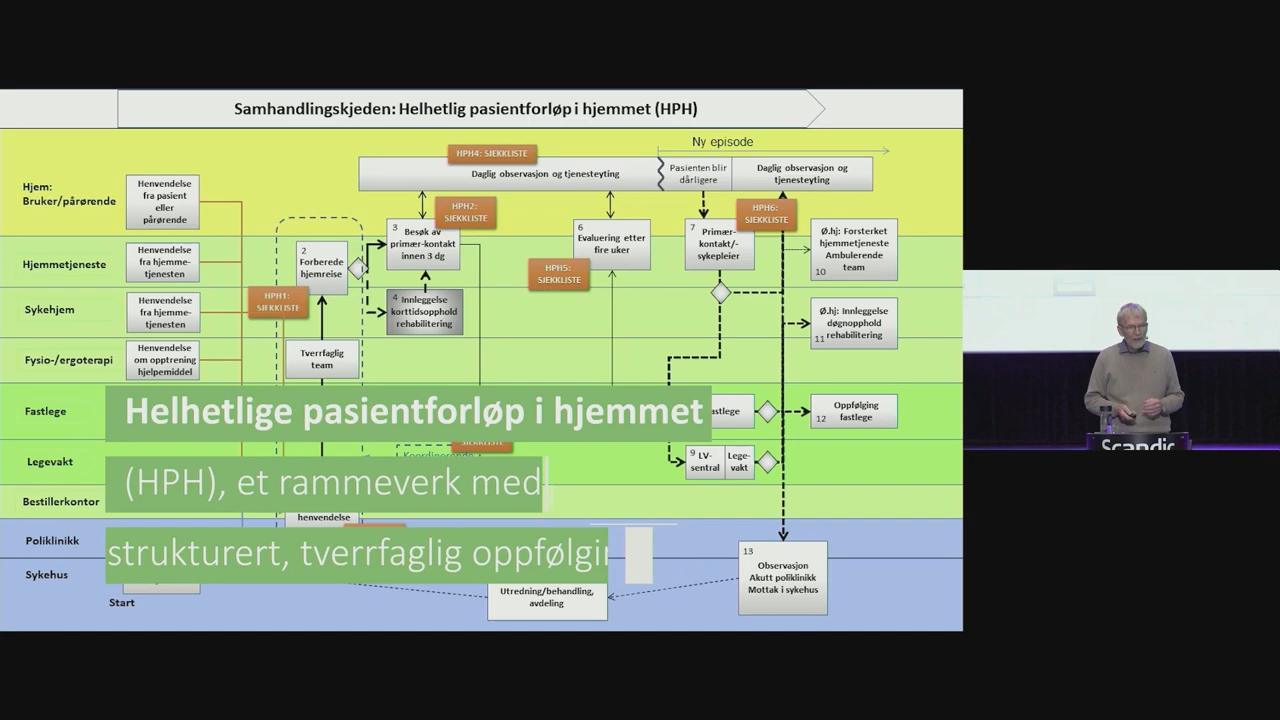 Samhandlingskjeden: Helhetlig pasientforløp i hjemmet (HPH)
Ny episode
HPH4: SJEKKLISTE
Daglig observasjon og tjenesteyting
Pasienten blir
dårligere
Daglig observasjon og
tjenesteyting
Hjem:
Bruker/pårørende
Henvendelse
fra pasient
eller
pårørende
HPH2:
SJEKKLISTE
HPH6:
SJEKKLISTE
3
Besøk av
primær-kontakt
innen 3 dg
6
Evaluering etter
fire uker
7
Primær-
kontakt/-
sykepleier
Ø.hj: Forsterket
hjemmetjeneste
Ambulerende
team
10
Hjemmetjeneste
Henvendelse
fra hjemme-
tjenesten
2
Forberede
hjemreise
HPH5:
SJEKKLISTE
Sykehjem
Henvendelse
fra hjemme-
tjenesten
HPH1:
SJEKKLISTE
4
Innleggelse
korttidsopphold
rehabilitering
Ø.hj: Innleggelse
døgnopphold
rehabilitering
11
Fysio-/ergoterapi
Henvendelse
om opptrening
hjelpemiddel
Tverrfaglig
team
Fastlege
Helhetlige pasientforløp i hjemmet
astlege
Oppfølging
fastlege
12
Legevakt
9
LV-
sentral
Lege-
vakt
(HPH), et rammeverk med
Bestillerkontor
henvendelse
Poliklinikk
strukturert, tverrfaglig oppfølgin
13
Observasjon
Akutt poliklinikk
Mottak i sykehus
Sykehus
Utredning/behandling,
avdeling
Start
Scandic